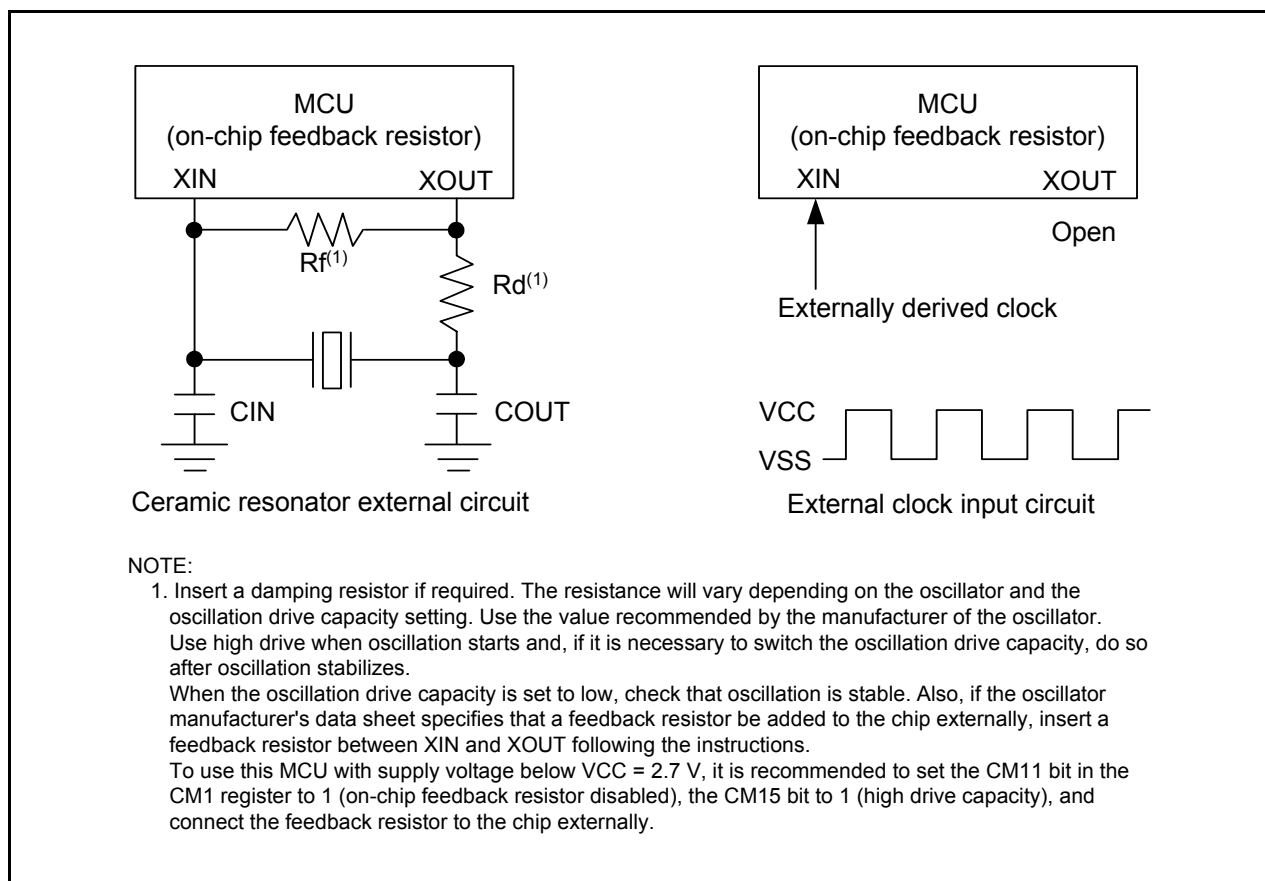 MCU
(on-chip feedback resistor)
XIN
XOUT
Rf(1)
Rd(1)
CIN
COUT
Ceramic resonator external circuit
MCU
(on-chip feedback resistor)
XIN
XOUT
Open
Externally derived clock
VCC
VSS
External clock input circuit
NOTE:
1. Insert a damping resistor if required. The resistance will vary depending on the oscillator and the
oscillation drive capacity setting. Use the value recommended by the manufacturer of the oscillator.
Use high drive when oscillation starts and, if it is necessary to switch the oscillation drive capacity, do so
after oscillation stabilizes.
When the oscillation drive capacity is set to low, check that oscillation is stable. Also, if the oscillator
manufacturer's data sheet specifies that a feedback resistor be added to the chip externally, insert a
feedback resistor between XIN and XOUT following the instructions.
To use this MCU with supply voltage below VCC = 2.7 V, it is recommended to set the CM11 bit in the
CM1 register to 1 (on-chip feedback resistor disabled), the CM15 bit to 1 (high drive capacity), and
connect the feedback resistor to the chip externally.